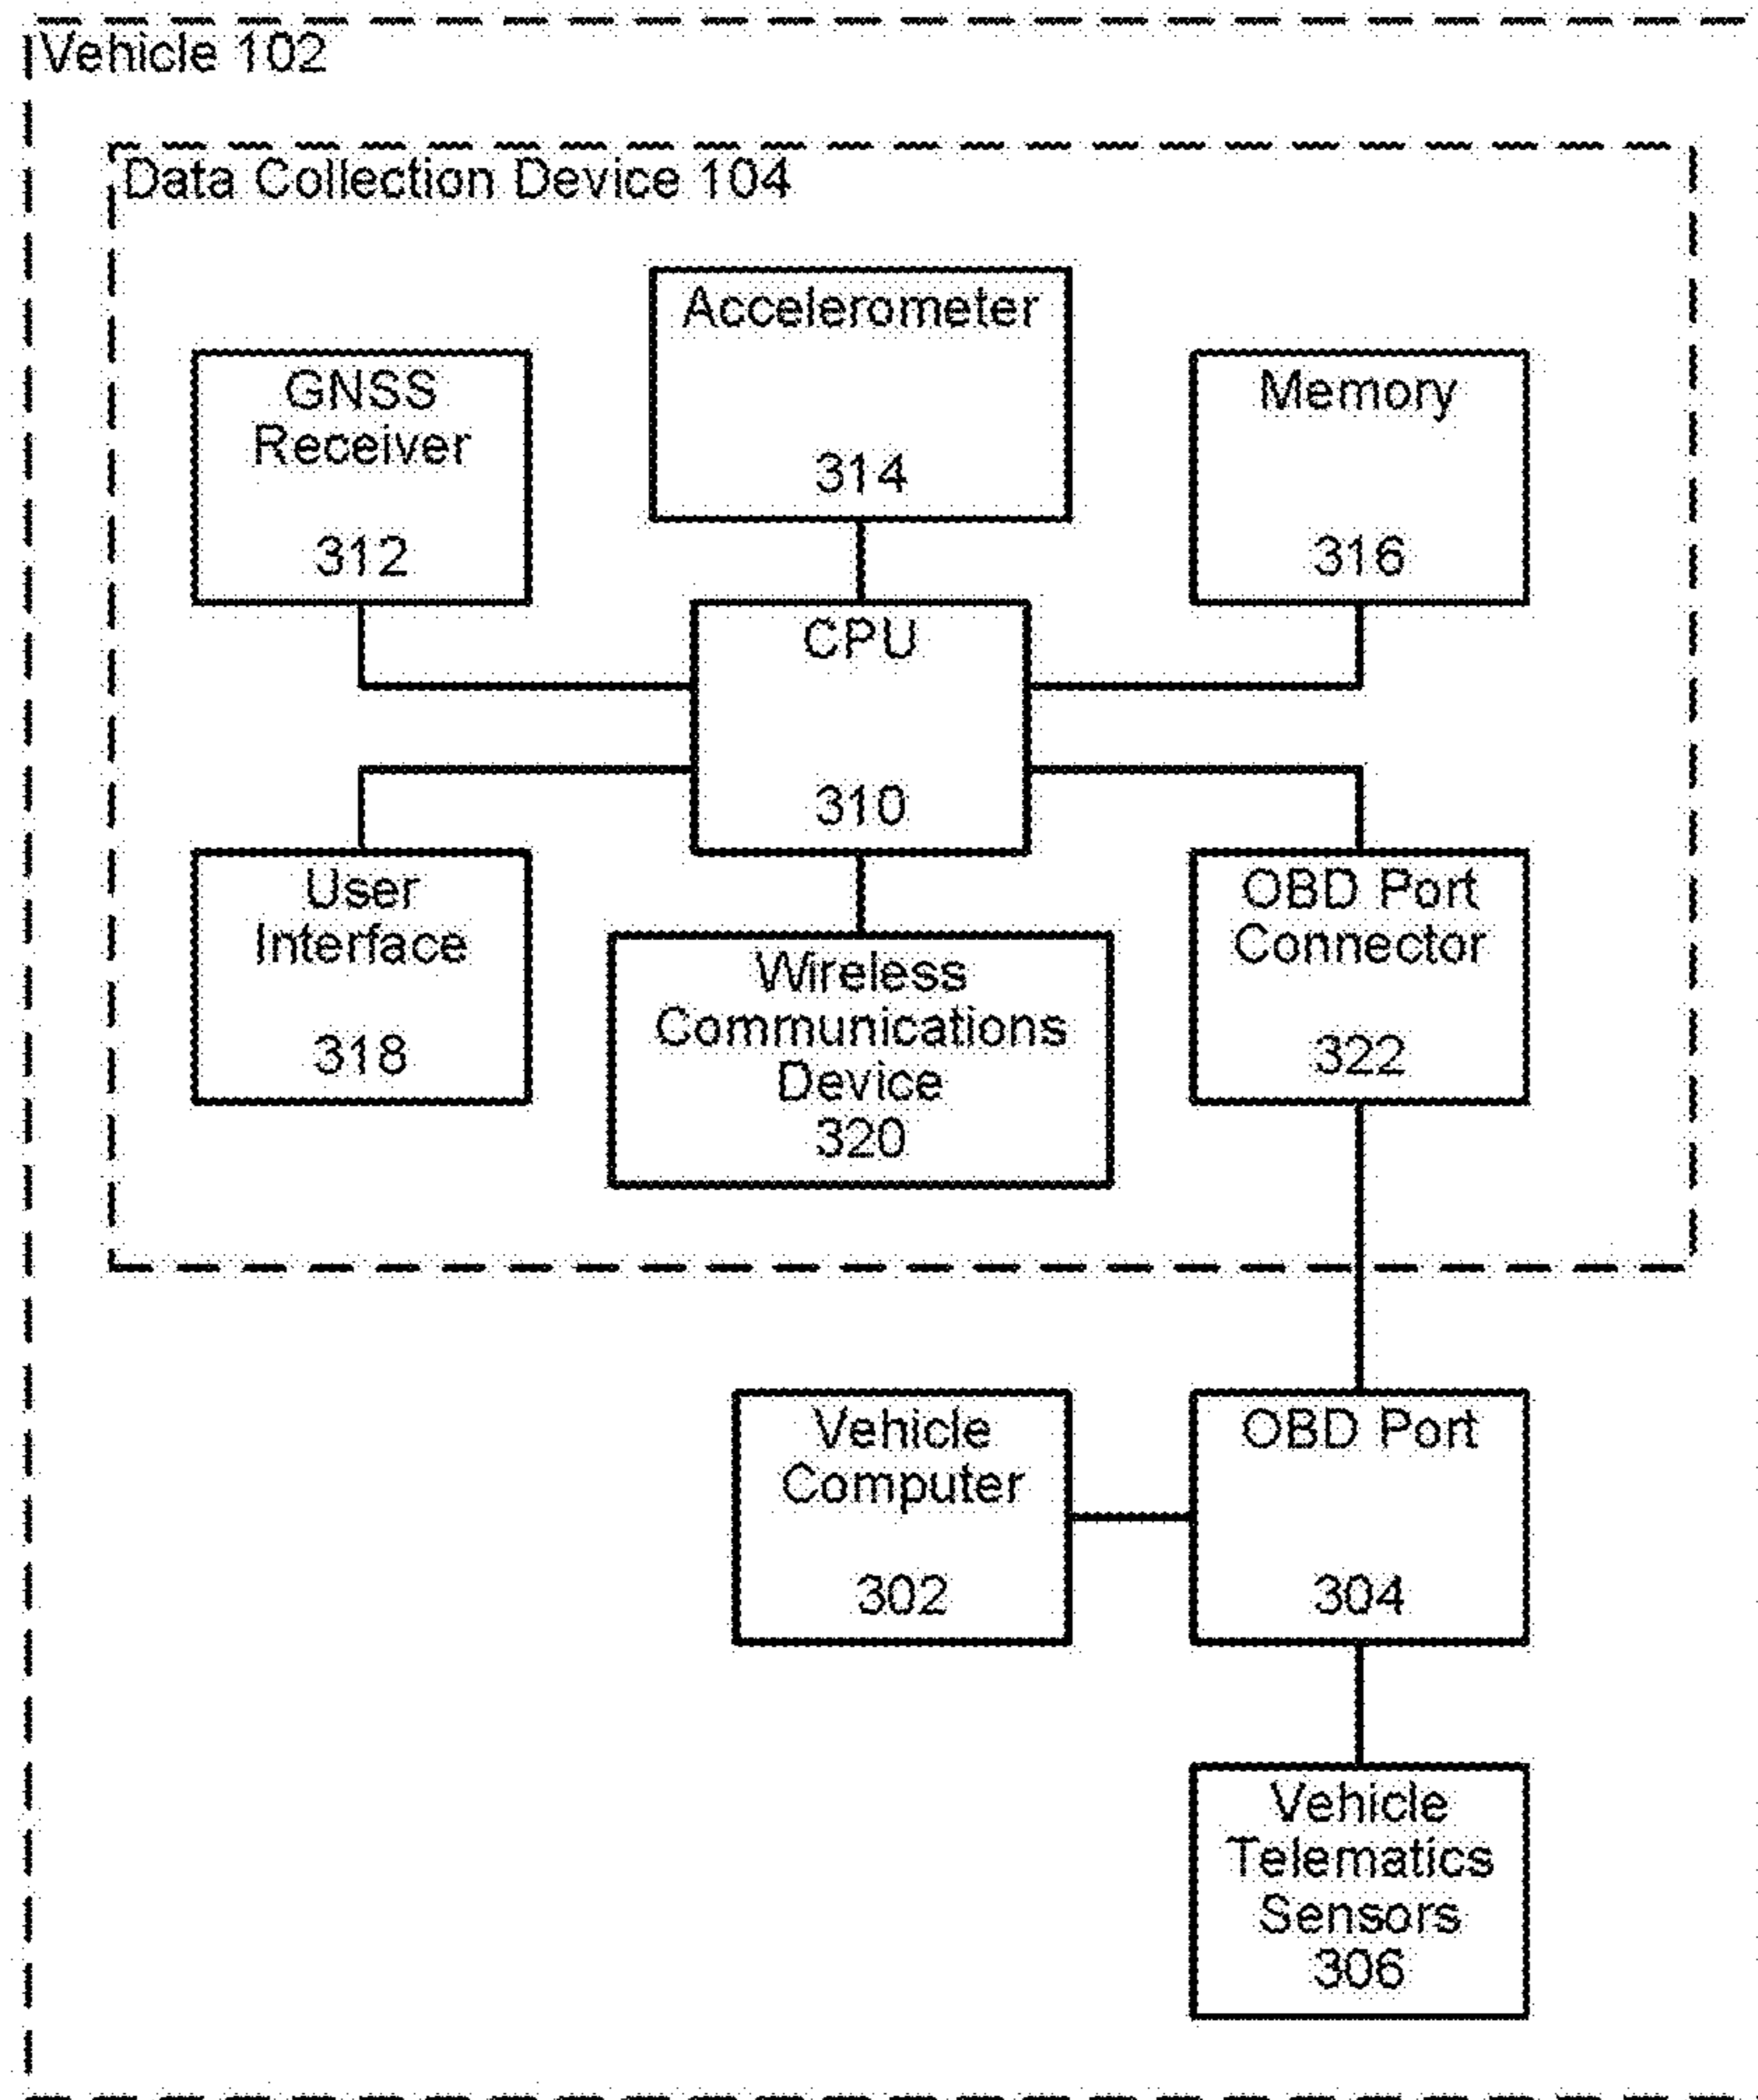 Vehicle 102
Data Collection Device 104
Accelerometer
314
GNSS
Receiver
312
Memory
316
CPU
310
User
Interface
318
Wireless
Communications
Device
320
OBD Port
Connector
322
Vehicle
Computer
302
OBD Port
304
Vehicle
Telematics
Sensors
306